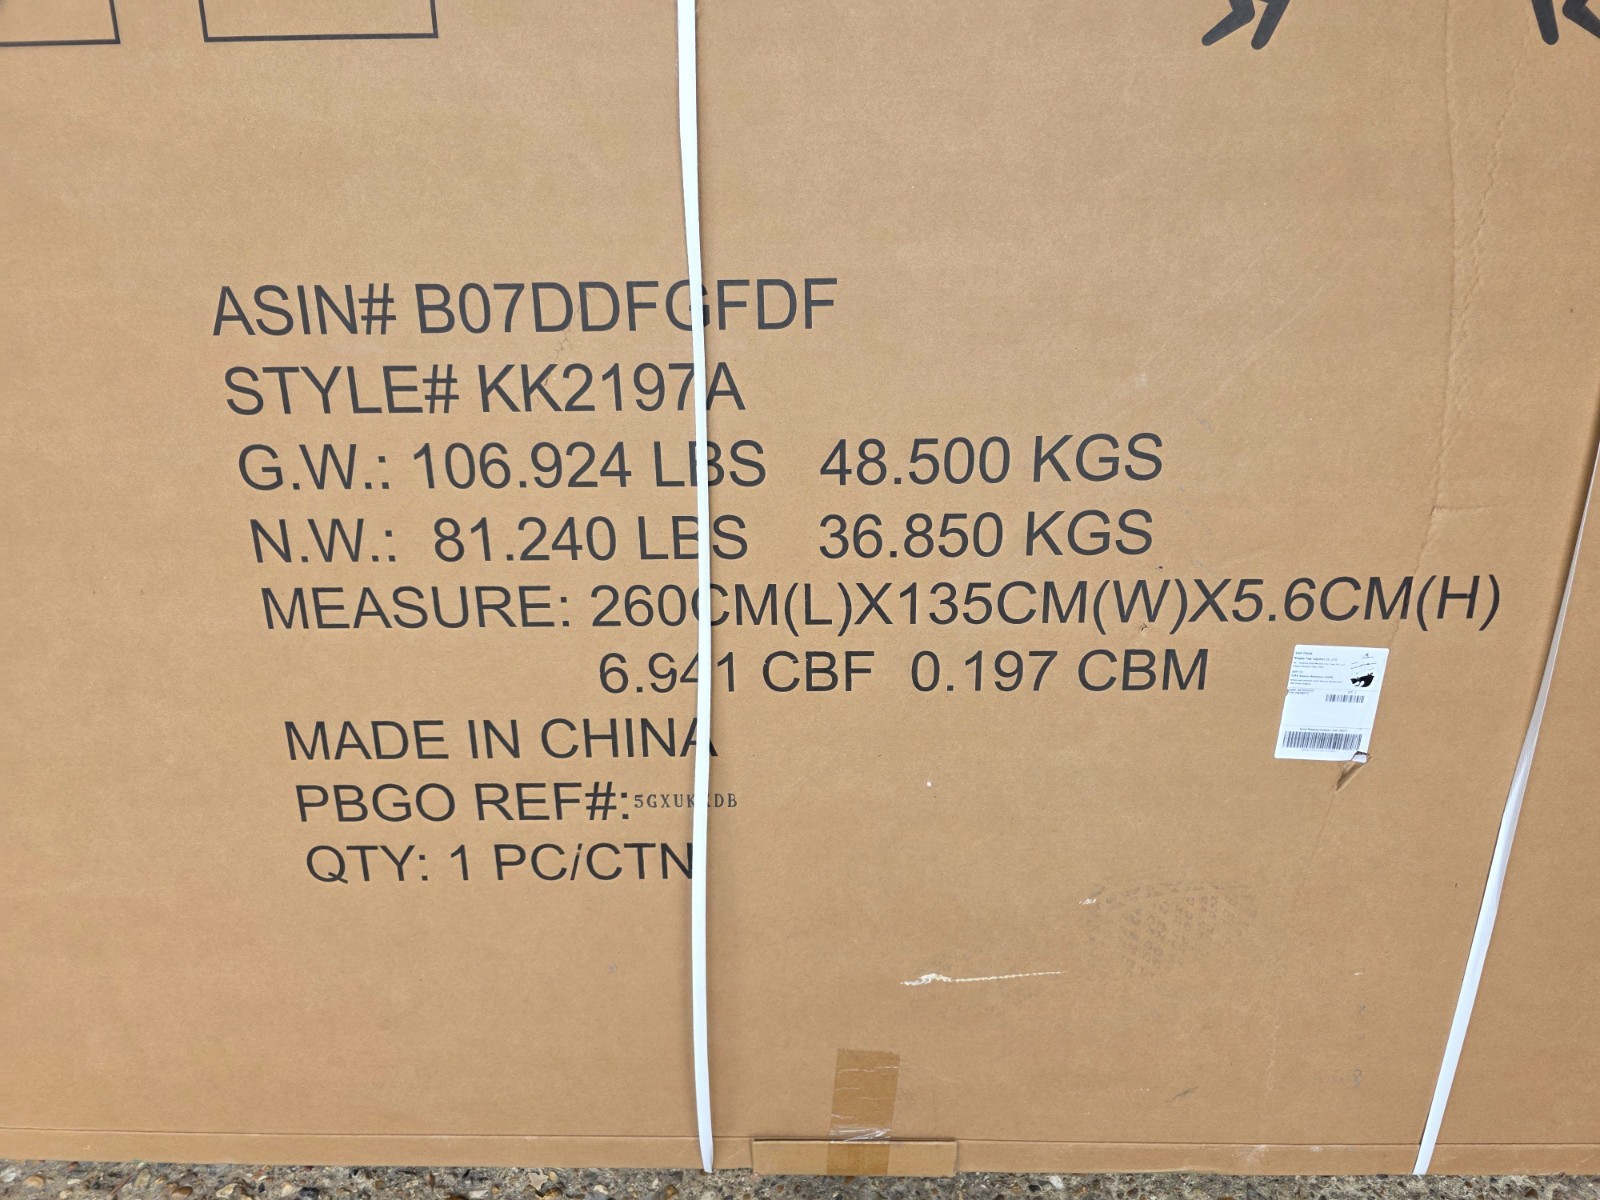 ASIN# B07DDFGFDF
STYLE# KK2197A
G.W.: 106.924 LBS 48.500 KGS
N.W.: 81.240 LBS 36.850 KGS
MEASURE: 260CM(L)X135CM(W)X5.6CM(H)
6.941 CBF 0.197 CBM
MADE IN CHINA
PBGO REF#:
QTY: 1 PC/CTN